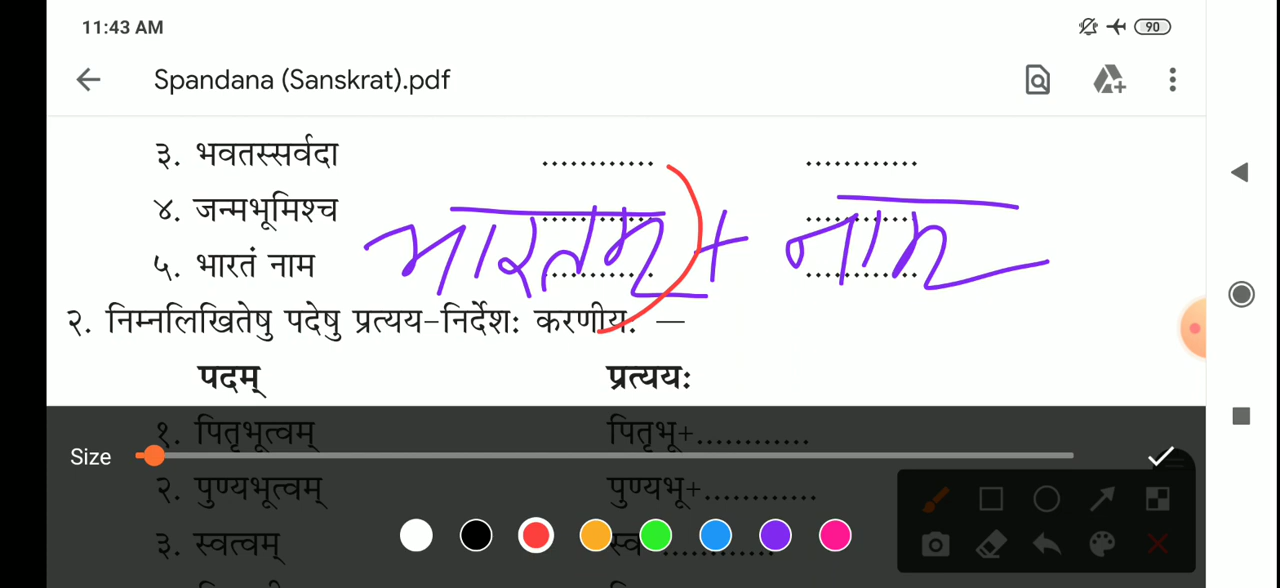 11:43 AM 90
Spandana (Sanskrat).pdf
३. भवतस्सर्वदा ............ ............
४. जन्मभूमिश्च ............ ............
५. भारतं नाम ............ ............
भारतम् + नाम
२. निम्नलिखितेषु पदेषु प्रत्यय-निर्देशः करणीयः —
पदम् प्रत्ययः
१. पितृभूत्वम् पितृभू+............
Size
२. पुण्यभूत्वम् पुण्यभू+............
३. स्वत्वम् स्व